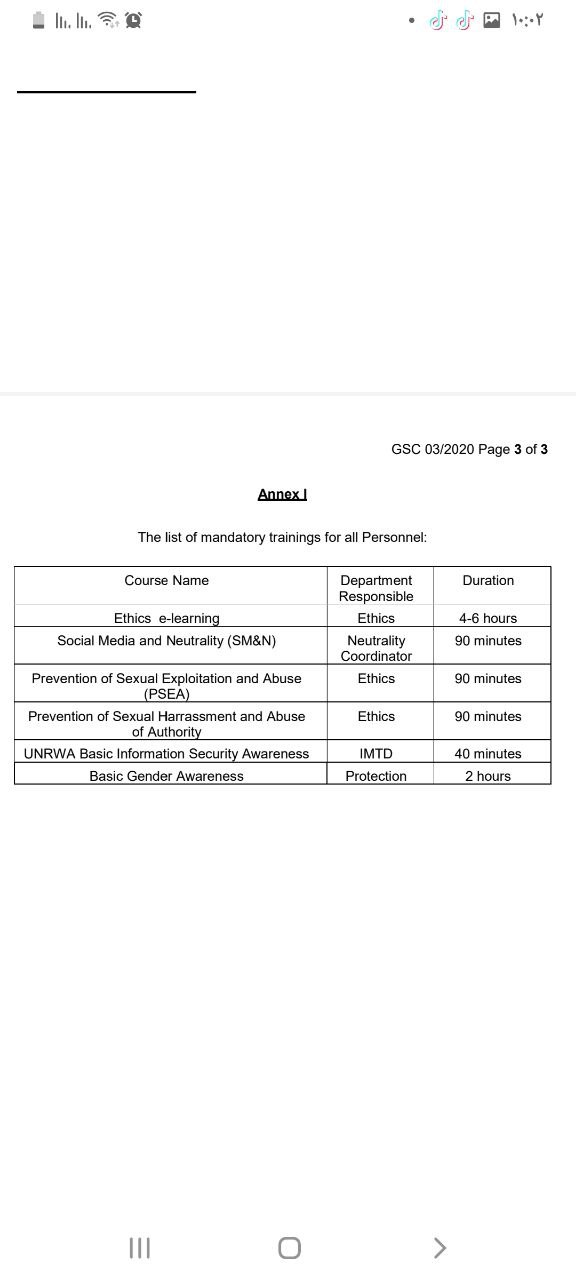 ١٠:٠٢
GSC 03/2020 Page 3 of 3
Annex I
The list of mandatory trainings for all Personnel:
Course Name Department Responsible Duration
Ethics e-learning Ethics 4-6 hours
Social Media and Neutrality (SM&N) Neutrality Coordinator 90 minutes
Prevention of Sexual Exploitation and Abuse (PSEA) Ethics 90 minutes
Prevention of Sexual Harrassment and Abuse of Authority Ethics 90 minutes
UNRWA Basic Information Security Awareness IMTD 40 minutes
Basic Gender Awareness Protection 2 hours